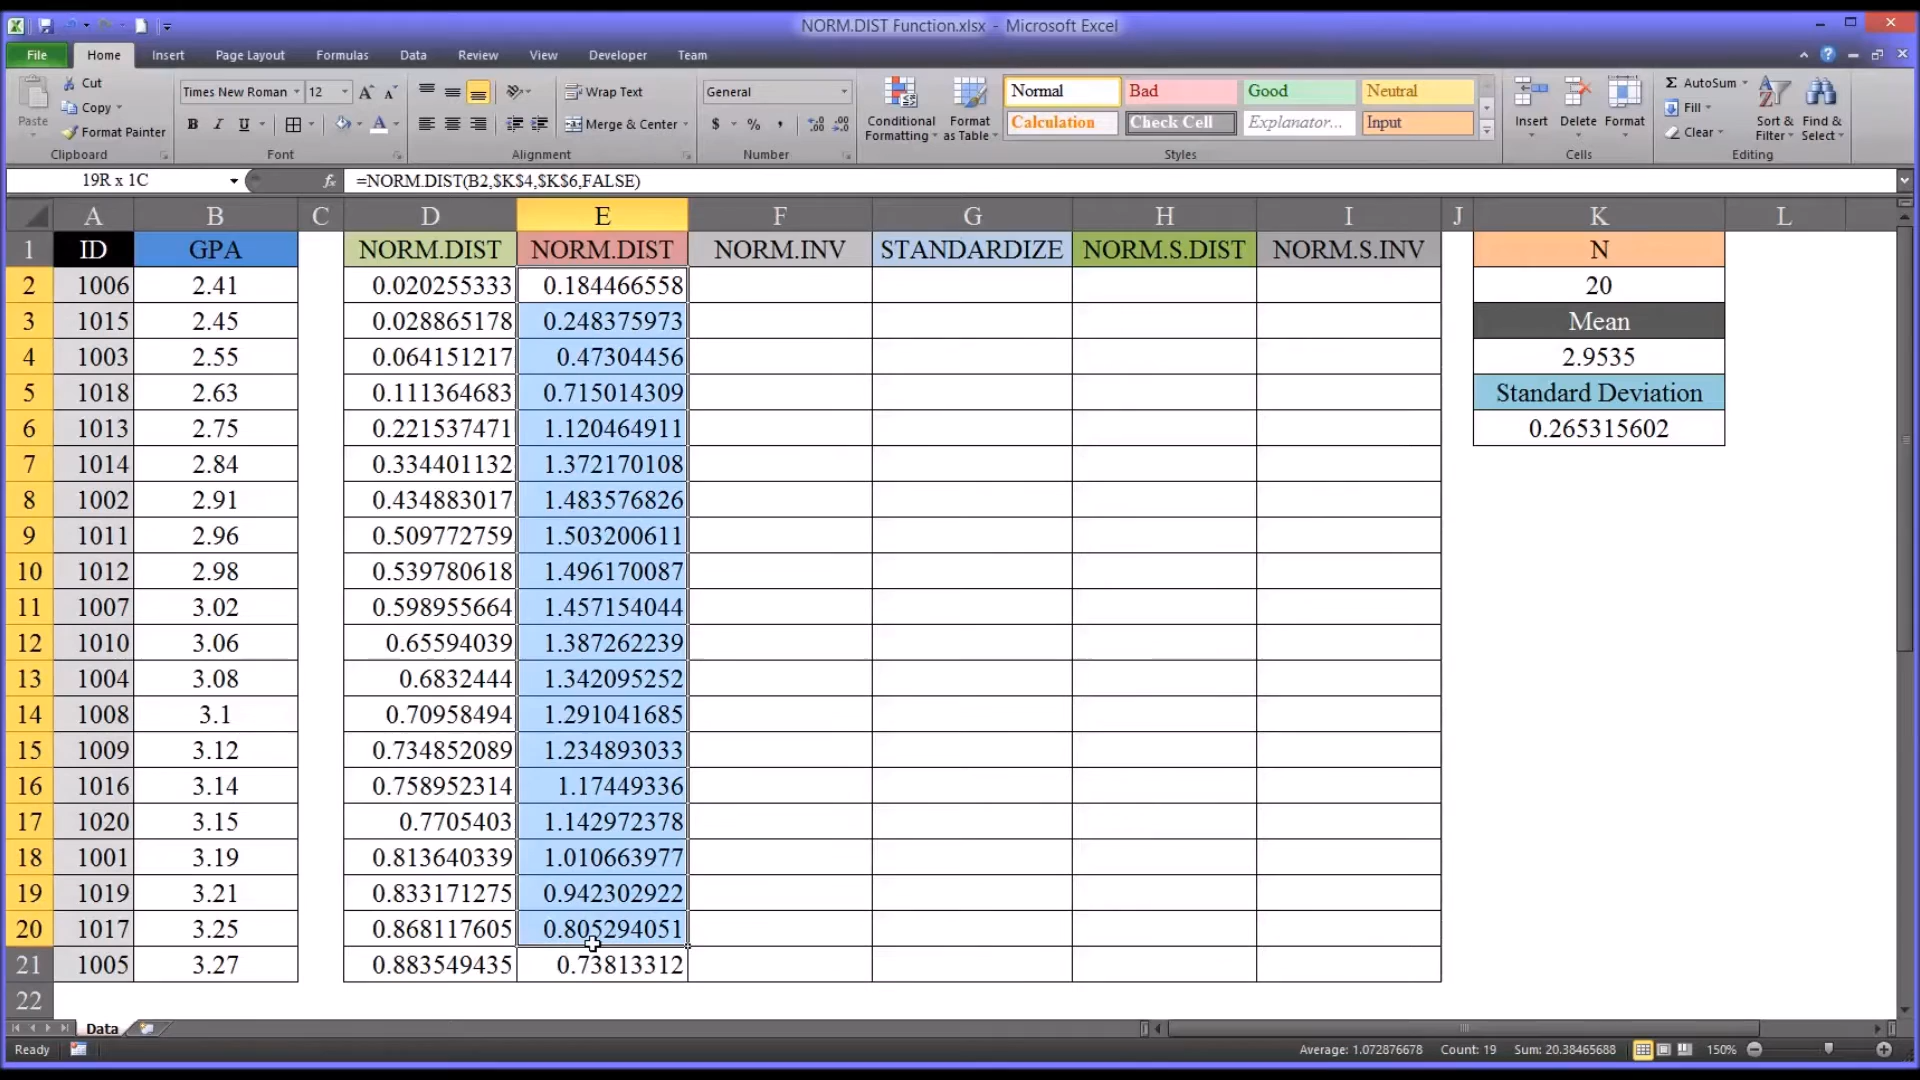 NORM.DIST Function.xlsx - Microsoft Excel
File Home Insert Page Layout Formulas Data Review View Developer Team
Paste Cut Copy Format Painter Clipboard
Times New Roman 12 B I U Font
Wrap Text Merge & Center Alignment
General $ % , .00 Number
Conditional Formatting Format as Table
Normal Bad Good Neutral
Calculation Check Cell Explanator... Input
Styles
Insert Delete Format Cells
Σ AutoSum Fill Clear Sort & Filter Find & Select Editing
19R x 1C fx =NORM.DIST(B2,$K$4,$K$6,FALSE)
A B C D E F G H I J K L
1 ID GPA NORM.DIST NORM.DIST NORM.INV STANDARDIZE NORM.S.DIST NORM.S.INV N
2 1006 2.41 0.020255333 0.184466558 20
3 1015 2.45 0.028865178 0.248375973 Mean
4 1003 2.55 0.064151217 0.47304456 2.9535
5 1018 2.63 0.111364683 0.715014309 Standard Deviation
6 1013 2.75 0.221537471 1.120464911 0.265315602
7 1014 2.84 0.334401132 1.372170108
8 1002 2.91 0.434883017 1.483576826
9 1011 2.96 0.509772759 1.503200611
10 1012 2.98 0.539780618 1.496170087
11 1007 3.02 0.598955664 1.457154044
12 1010 3.06 0.65594039 1.387262239
13 1004 3.08 0.6832444 1.342095252
14 1008 3.1 0.70958494 1.291041685
15 1009 3.12 0.734852089 1.234893033
16 1016 3.14 0.758952314 1.17449336
17 1020 3.15 0.7705403 1.142972378
18 1001 3.19 0.813640339 1.010663977
19 1019 3.21 0.833171275 0.942302922
20 1017 3.25 0.868117605 0.805294051
21 1005 3.27 0.883549435 0.73813312
22
Data
Ready Average: 1.072876678 Count: 19 Sum: 20.38465688 150%